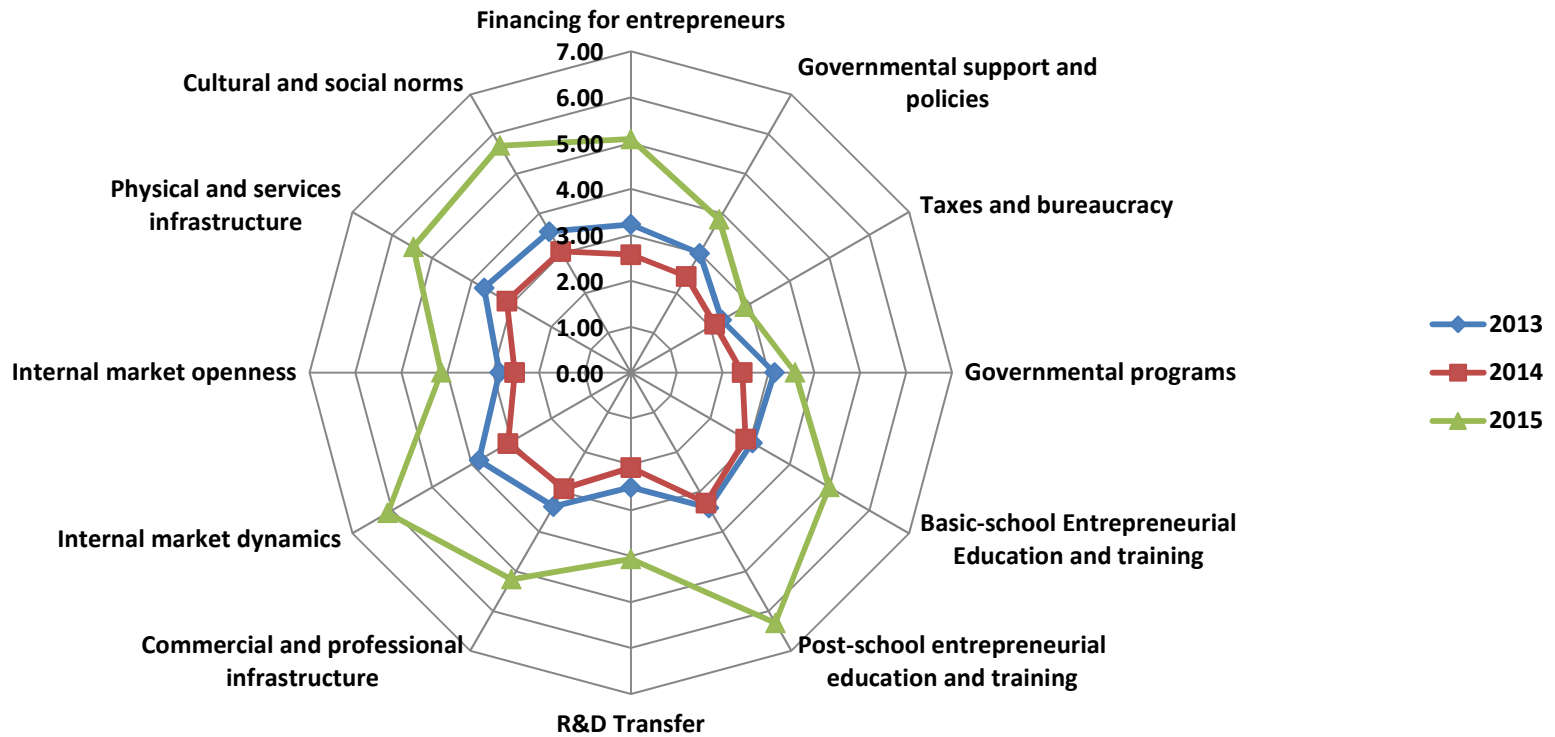 Financing for entrepreneurs
7.00
6.00
5.00
4.00
3.00
2.00
1.00
0.00
Governmental support and
policies
Taxes and bureaucracy
Governmental programs
Basic-school Entrepreneurial
Education and training
Post-school entrepreneurial
education and training
R&D Transfer
Commercial and professional
infrastructure
Internal market dynamics
Internal market openness
Physical and services
infrastructure
Cultural and social norms
2013
2014
2015